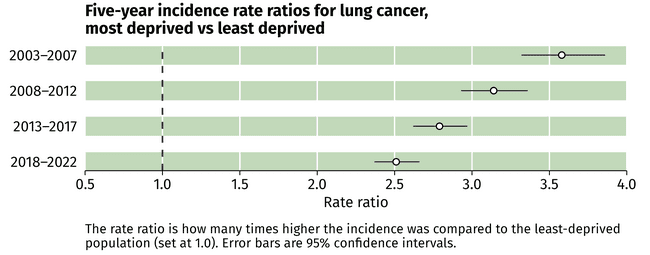 Five-year incidence rate ratios for lung cancer,
most deprived vs least deprived
2003–2007
2008–2012
2013–2017
2018–2022
0.5 1.0 1.5 2.0 2.5 3.0 3.5 4.0
Rate ratio
The rate ratio is how many times higher the incidence was compared to the least-deprived
population (set at 1.0). Error bars are 95% confidence intervals.